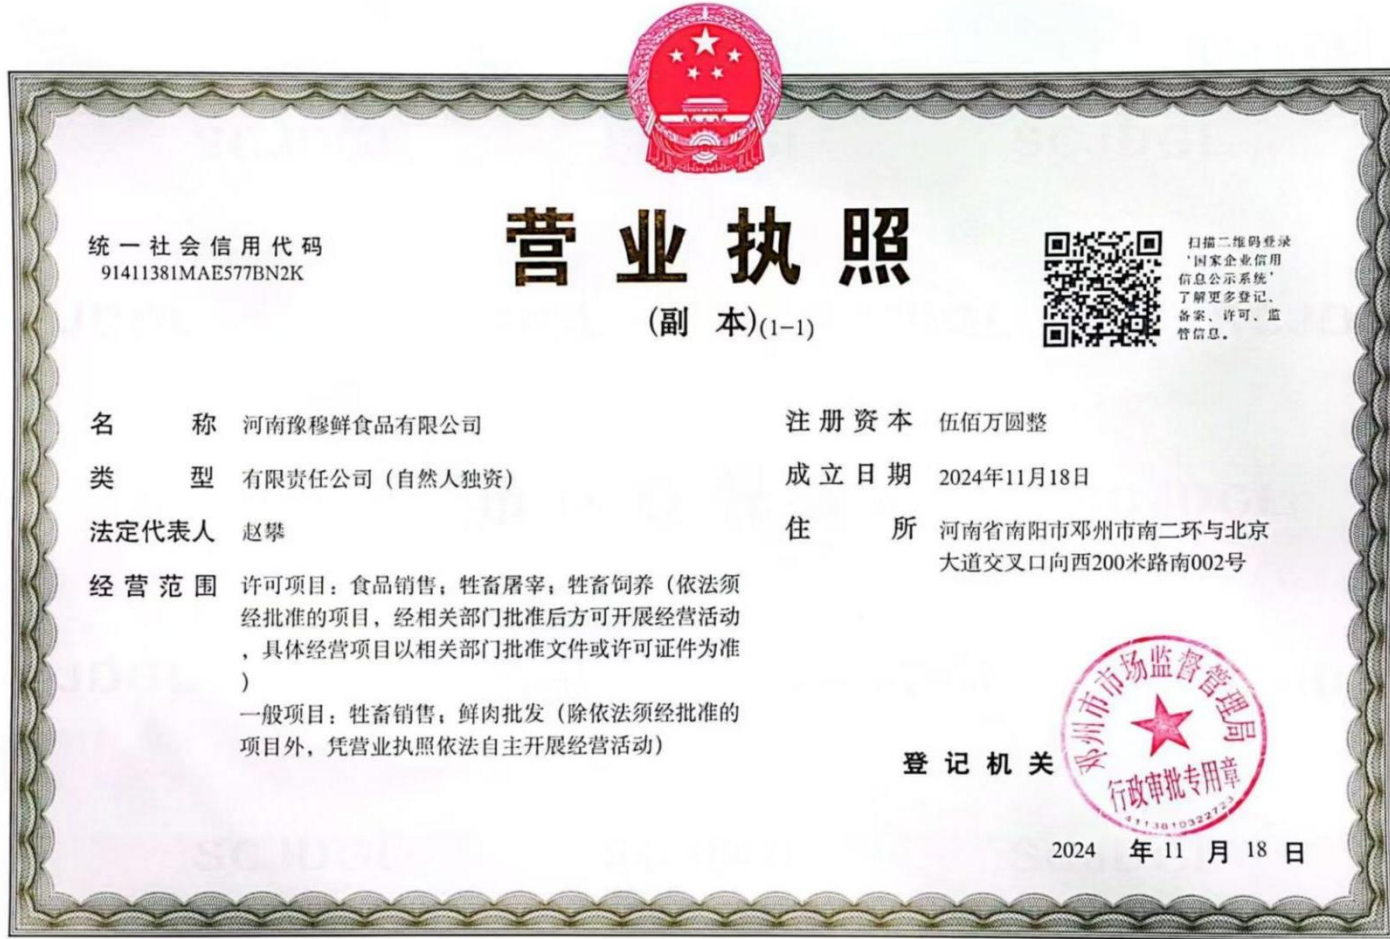 营业执照
(副 本)(1-1)
统一社会信用代码
91411381MAE577BN2K
扫描二维码登录
‘国家企业信用
信息公示系统’
了解更多登记、
备案、许可、监
管信息。
名 称 河南豫穆鲜食品有限公司
类 型 有限责任公司（自然人独资）
法定代表人 赵攀
经营范围 许可项目：食品销售；牲畜屠宰；牲畜饲养（依法须
经批准的项目，经相关部门批准后方可开展经营活动
，具体经营项目以相关部门批准文件或许可证件为准
）
一般项目：牲畜销售；鲜肉批发（除依法须经批准的
项目外，凭营业执照依法自主开展经营活动）
注册资本 伍佰万圆整
成立日期 2024年11月18日
住 所 河南省南阳市邓州市南二环与北京
大道交叉口向西200米路南002号
登记机关
邓州市市场监督管理局
行政审批专用章
4113810322723
2024 年 11 月 18 日